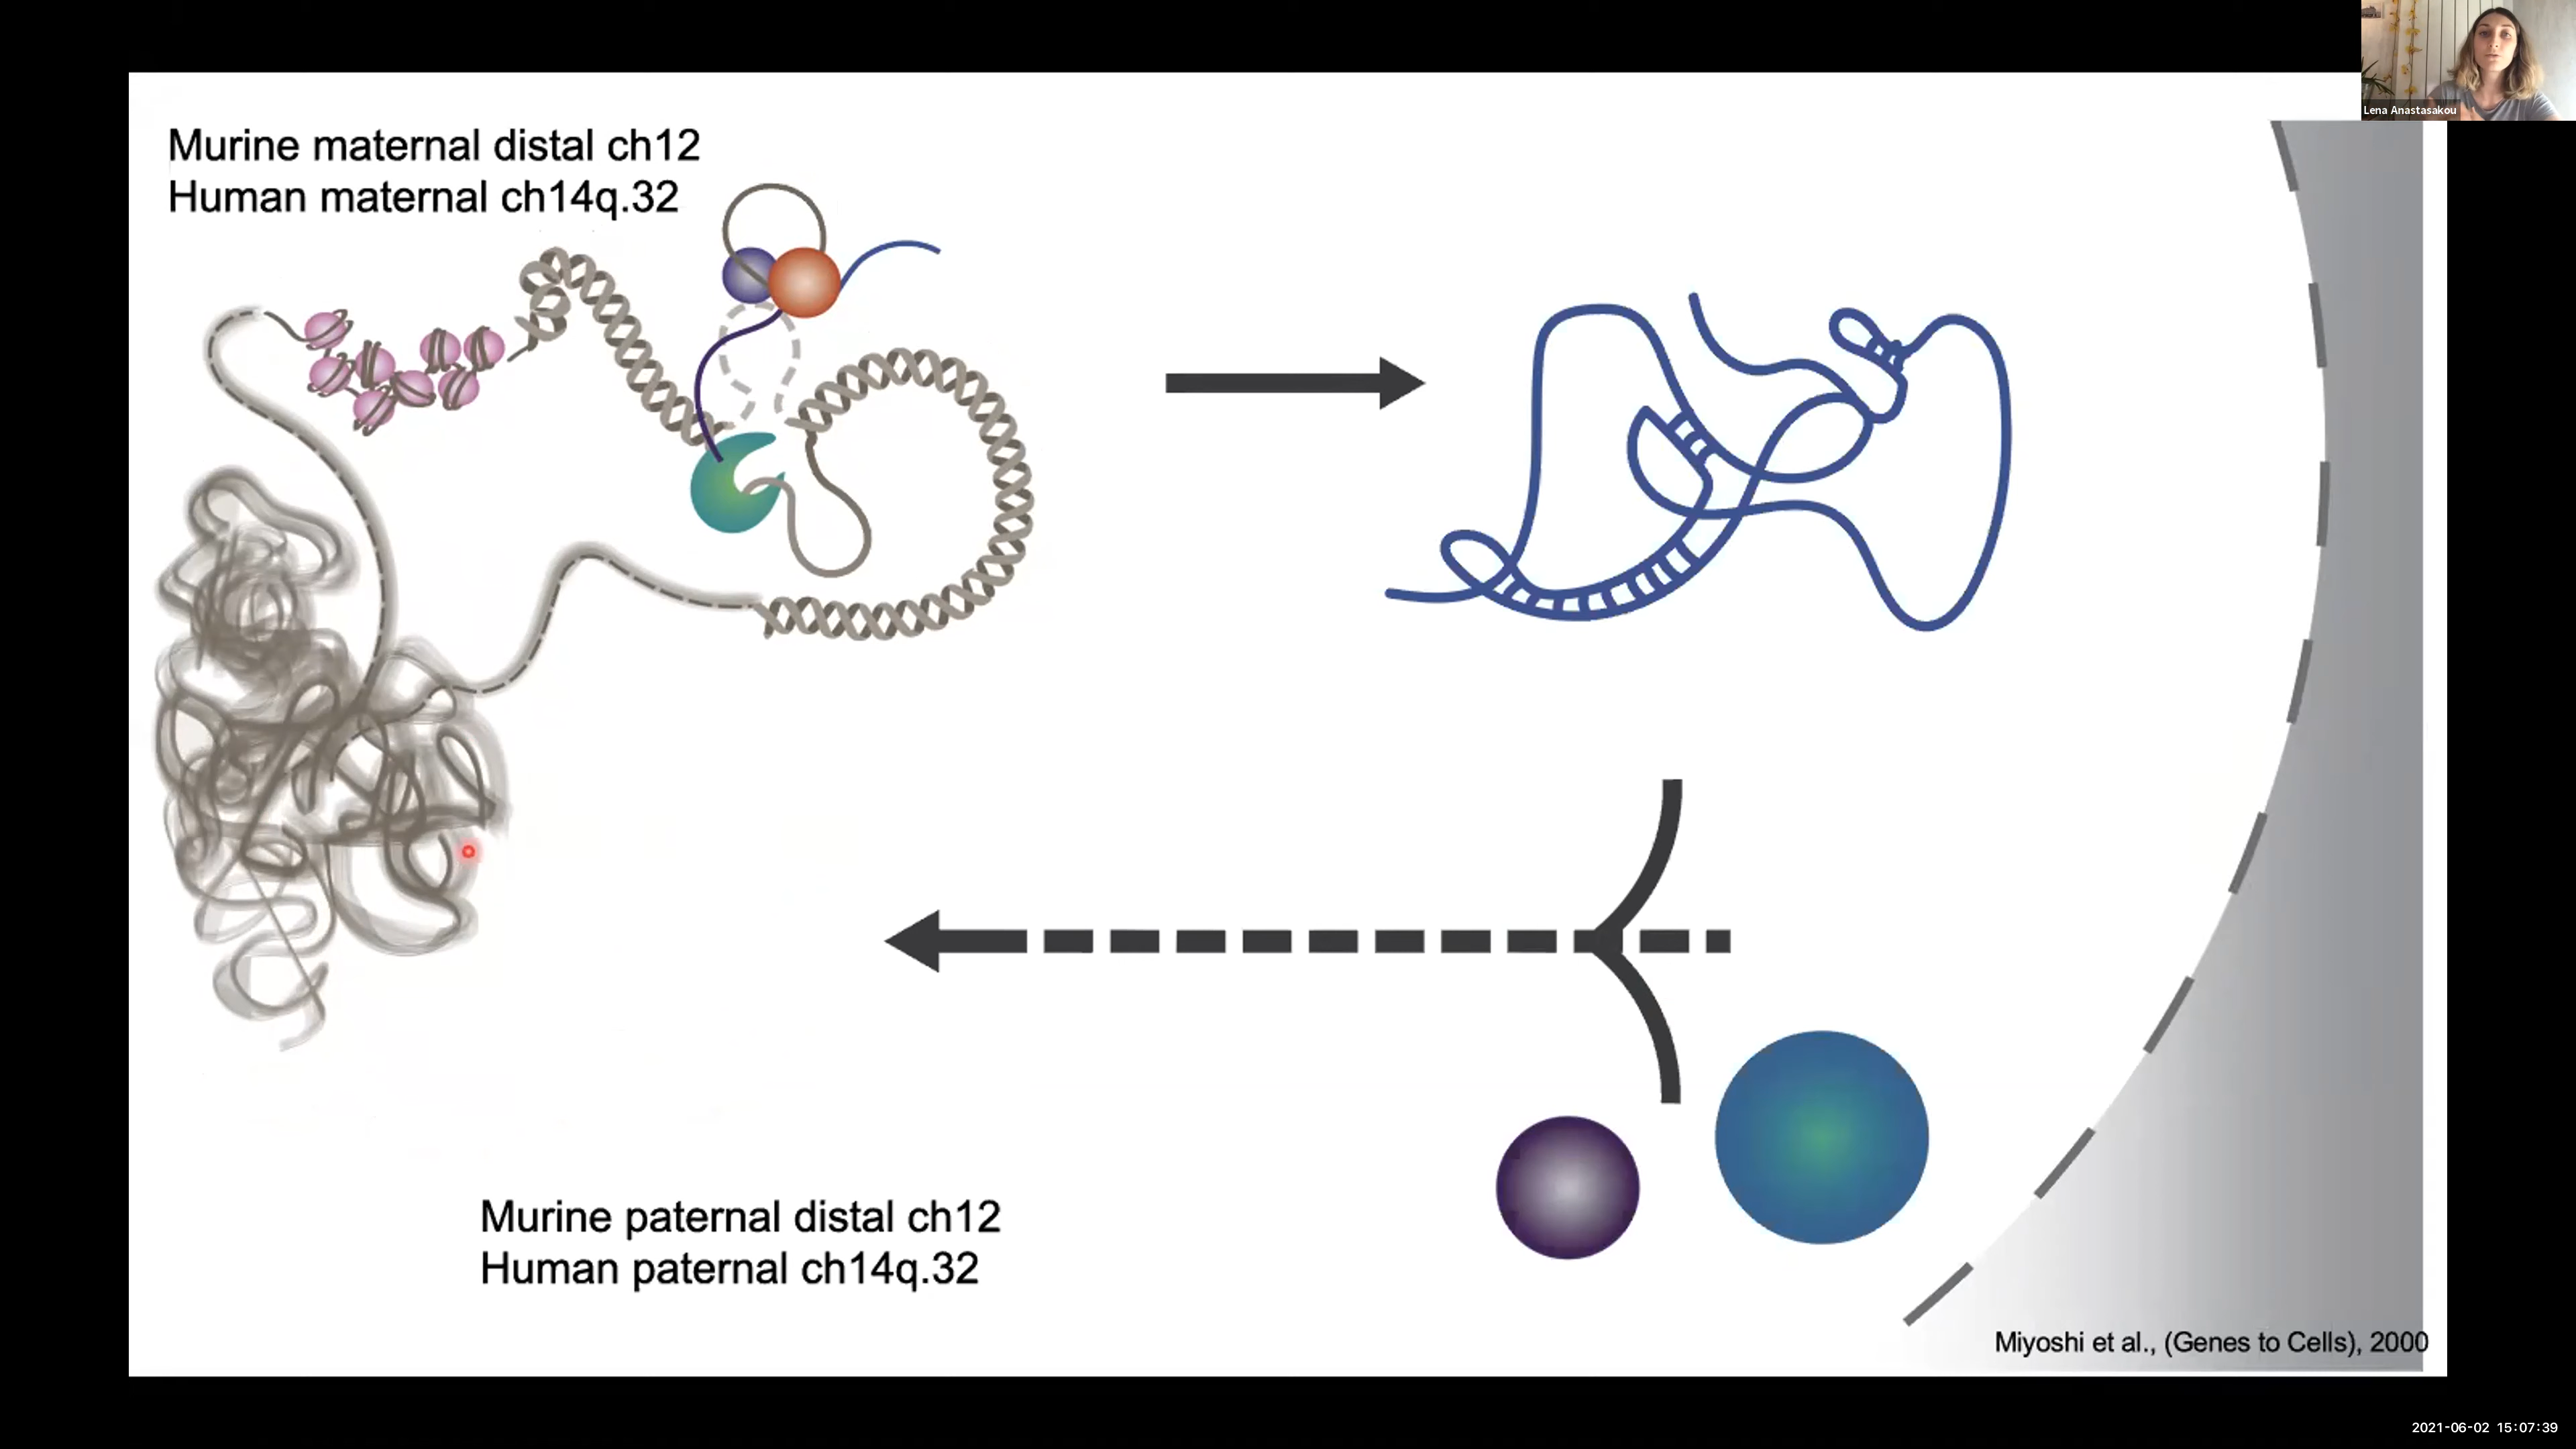 Lena Anastasakou
Murine maternal distal ch12
Human maternal ch14q.32
Murine paternal distal ch12
Human paternal ch14q.32
Miyoshi et al., (Genes to Cells), 2000
2021-06-02 15:07:39